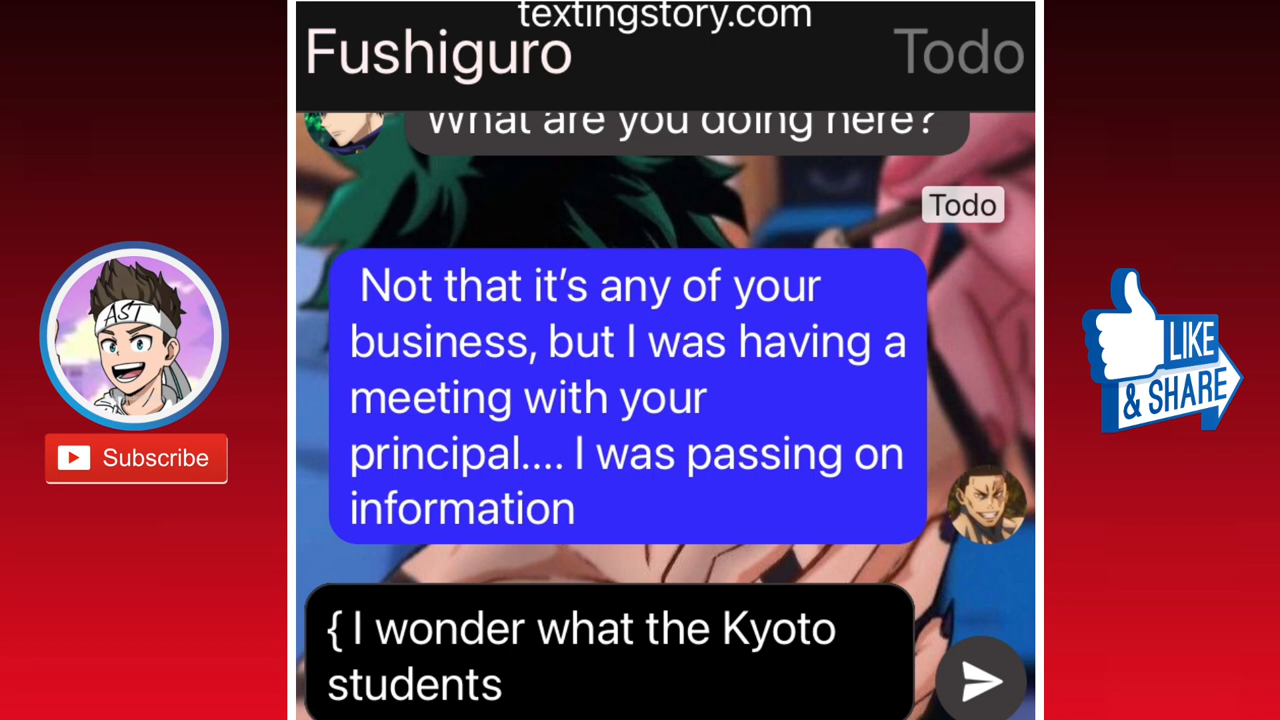 textingstory.com
Fushiguro
Todo
What are you doing here?
Todo
Not that it’s any of your
business, but I was having a
meeting with your
principal.... I was passing on
information
{ I wonder what the Kyoto
students
AST
Subscribe
LIKE
& SHARE